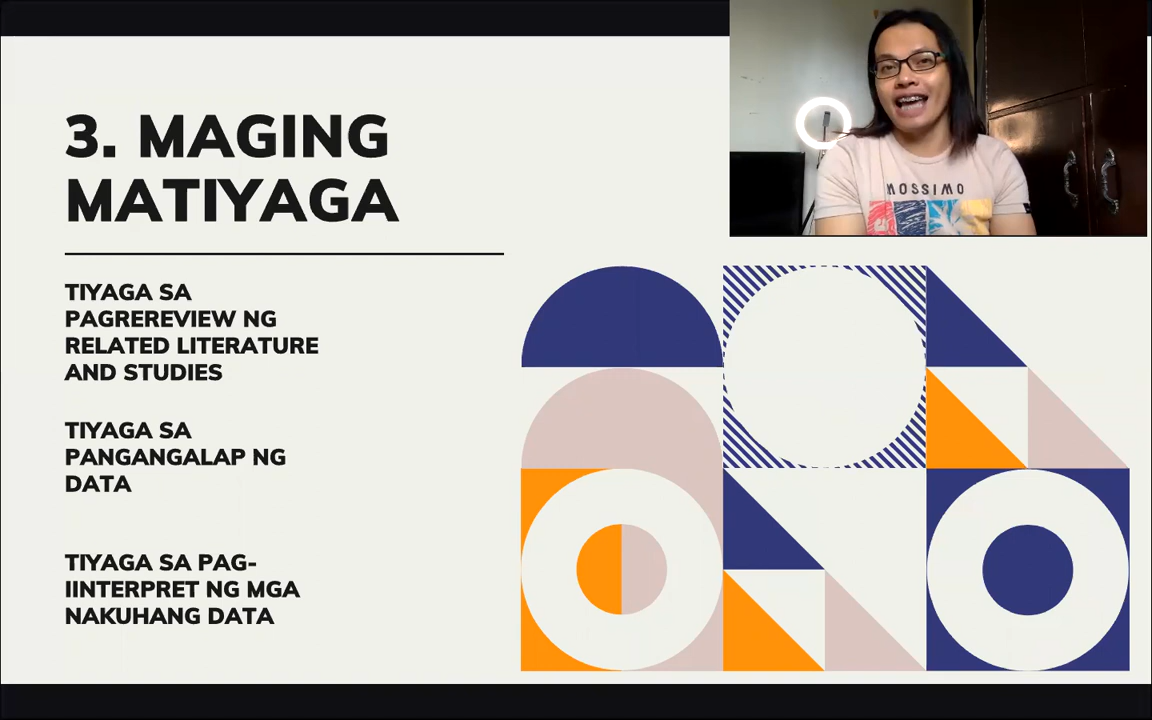 3. MAGING
MATIYAGA
TIYAGA SA
PAGREREVIEW NG
RELATED LITERATURE
AND STUDIES
TIYAGA SA
PANGANGALAP NG
DATA
TIYAGA SA PAG-
IINTERPRET NG MGA
NAKUHANG DATA
MOSSIMO